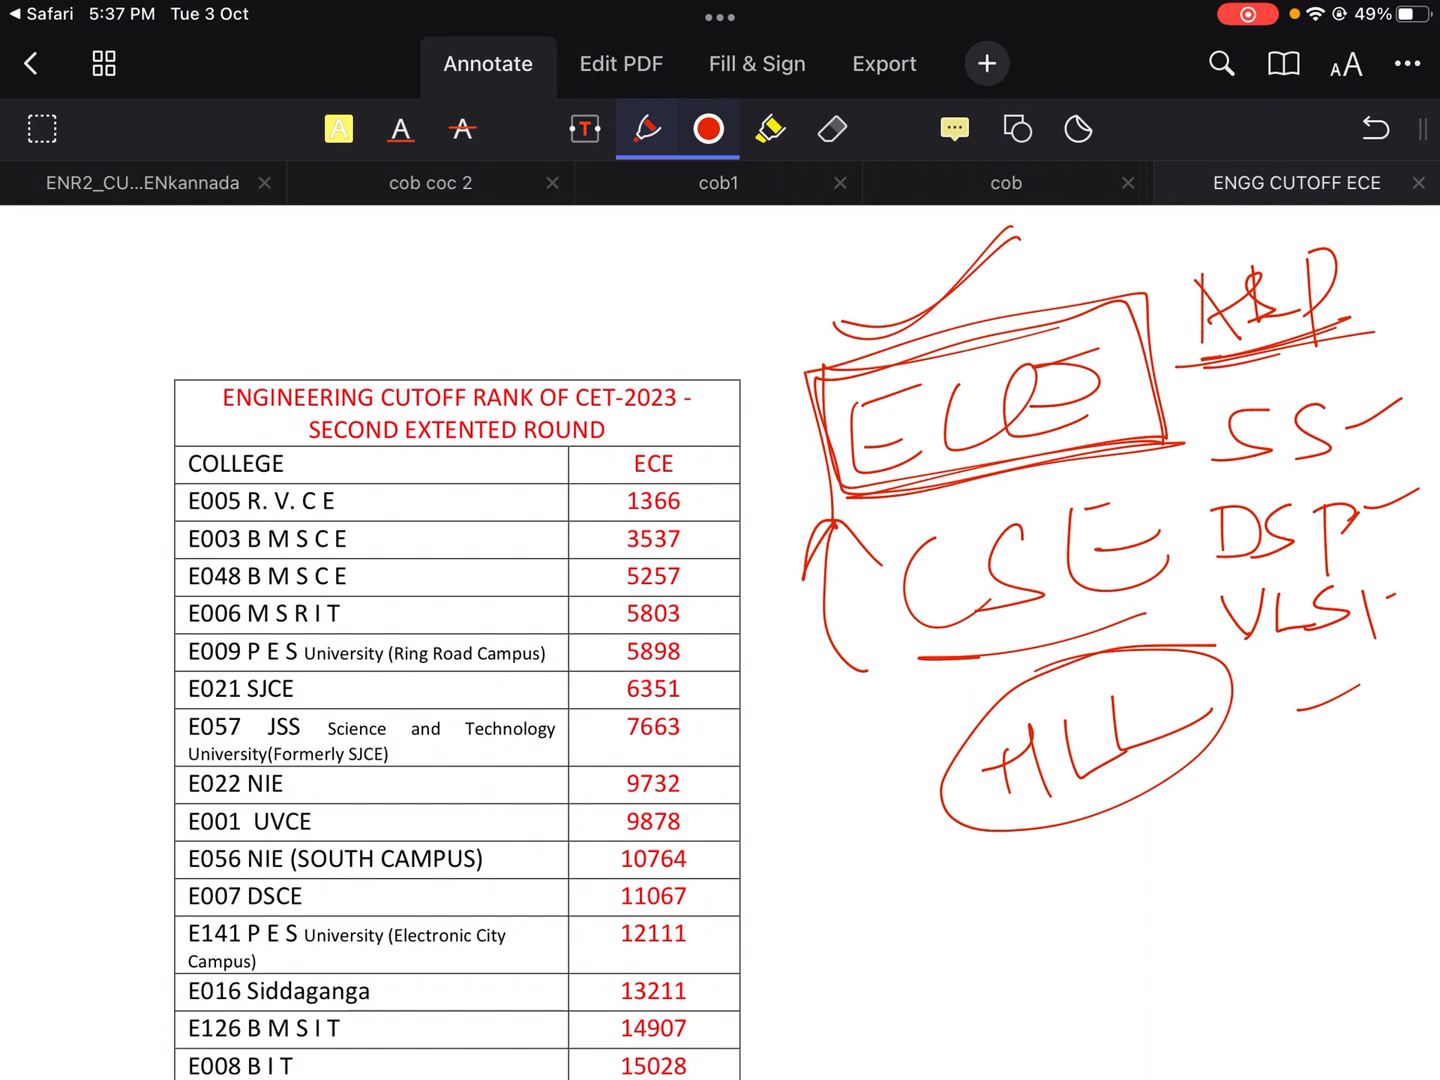 Safari 5:37 PM Tue 3 Oct 49%
Annotate Edit PDF Fill & Sign Export
A A T
ENR2_CU...ENkannada cob coc 2 cob1 cob ENGG CUTOFF ECE
ENGINEERING CUTOFF RANK OF CET-2023 -
SECOND EXTENTED ROUND
COLLEGE ECE
E005 R. V. C E 1366
E003 B M S C E 3537
E048 B M S C E 5257
E006 M S R I T 5803
E009 P E S University (Ring Road Campus) 5898
E021 SJCE 6351
E057 JSS Science and Technology 7663
University(Formerly SJCE)
E022 NIE 9732
E001 UVCE 9878
E056 NIE (SOUTH CAMPUS) 10764
E007 DSCE 11067
E141 P E S University (Electronic City 12111
Campus)
E016 Siddaganga 13211
E126 B M S I T 14907
E008 B I T 15028
ECE
CSE
SS
DSP
VLSI